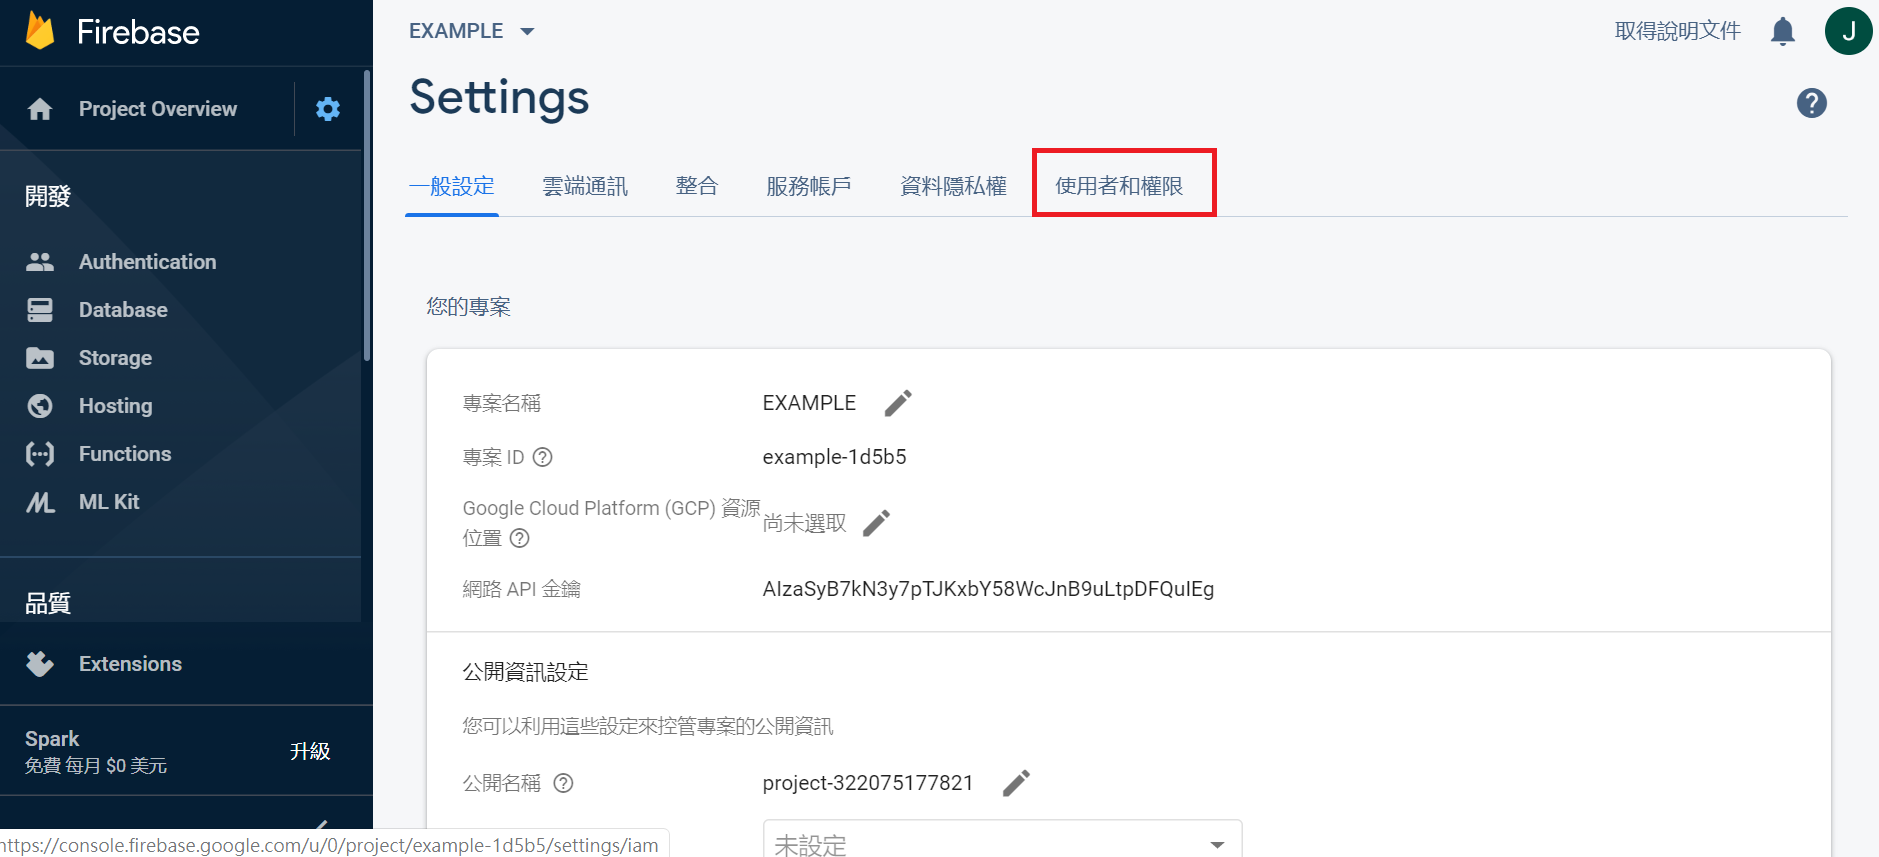 Firebase
Project Overview
開發
Authentication
Database
Storage
Hosting
Functions
ML Kit
品質
Extensions
Spark
免費 每月 $0 美元
升級
EXAMPLE
取得說明文件
J
Settings
一般設定 雲端通訊 整合 服務帳戶 資料隱私權 使用者和權限
您的專案
專案名稱 EXAMPLE
專案 ID example-1d5b5
Google Cloud Platform (GCP) 資源
位置 尚未選取
網路 API 金鑰 AIzaSyB7kN3y7pTJKxbY58WcJnB9uLtpDFQuIEg
公開資訊設定
您可以利用這些設定來控管專案的公開資訊
公開名稱 project-322075177821
未設定
https://console.firebase.google.com/u/0/project/example-1d5b5/settings/iam